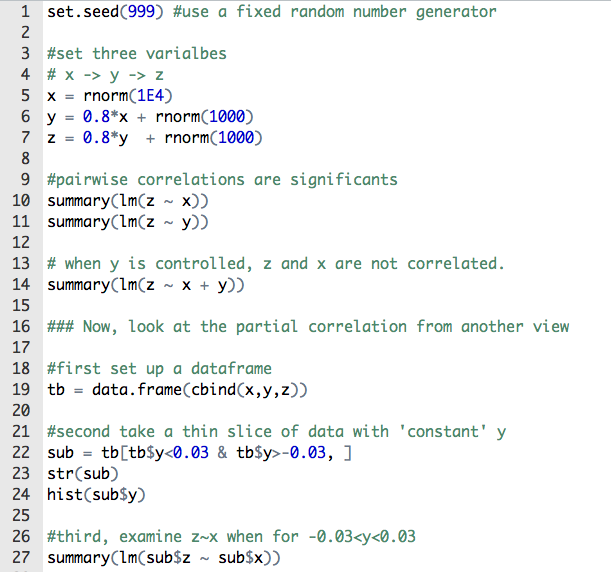 1 set.seed(999) #use a fixed random number generator
2
3 #set three varialbes
4 # x -> y -> z
5 x = rnorm(1E4)
6 y = 0.8*x + rnorm(1000)
7 z = 0.8*y  + rnorm(1000)
8
9 #pairwise correlations are significants
10 summary(lm(z ~ x))
11 summary(lm(z ~ y))
12
13 # when y is controlled, z and x are not correlated.
14 summary(lm(z ~ x + y))
15
16 ### Now, look at the partial correlation from another view
17
18 #first set up a dataframe
19 tb = data.frame(cbind(x,y,z))
20
21 #second take a thin slice of data with 'constant' y
22 sub = tb[tb$y<0.03 & tb$y>-0.03, ]
23 str(sub)
24 hist(sub$y)
25
26 #third, examine z~x when for -0.03<y<0.03
27 summary(lm(sub$z ~ sub$x))